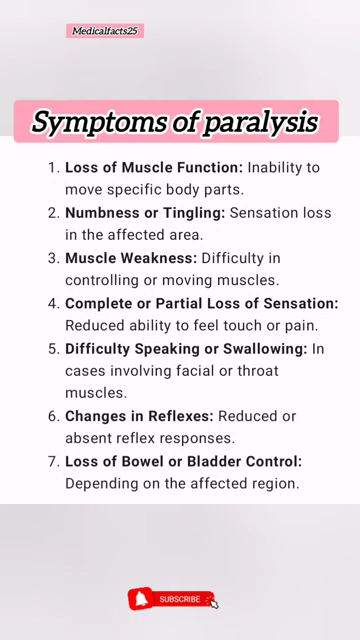 Medicalfacts25
Symptoms of paralysis
1. Loss of Muscle Function: Inability to
move specific body parts.
2. Numbness or Tingling: Sensation loss
in the affected area.
3. Muscle Weakness: Difficulty in
controlling or moving muscles.
4. Complete or Partial Loss of Sensation:
Reduced ability to feel touch or pain.
5. Difficulty Speaking or Swallowing: In
cases involving facial or throat
muscles.
6. Changes in Reflexes: Reduced or
absent reflex responses.
7. Loss of Bowel or Bladder Control:
Depending on the affected region.
SUBSCRIBE